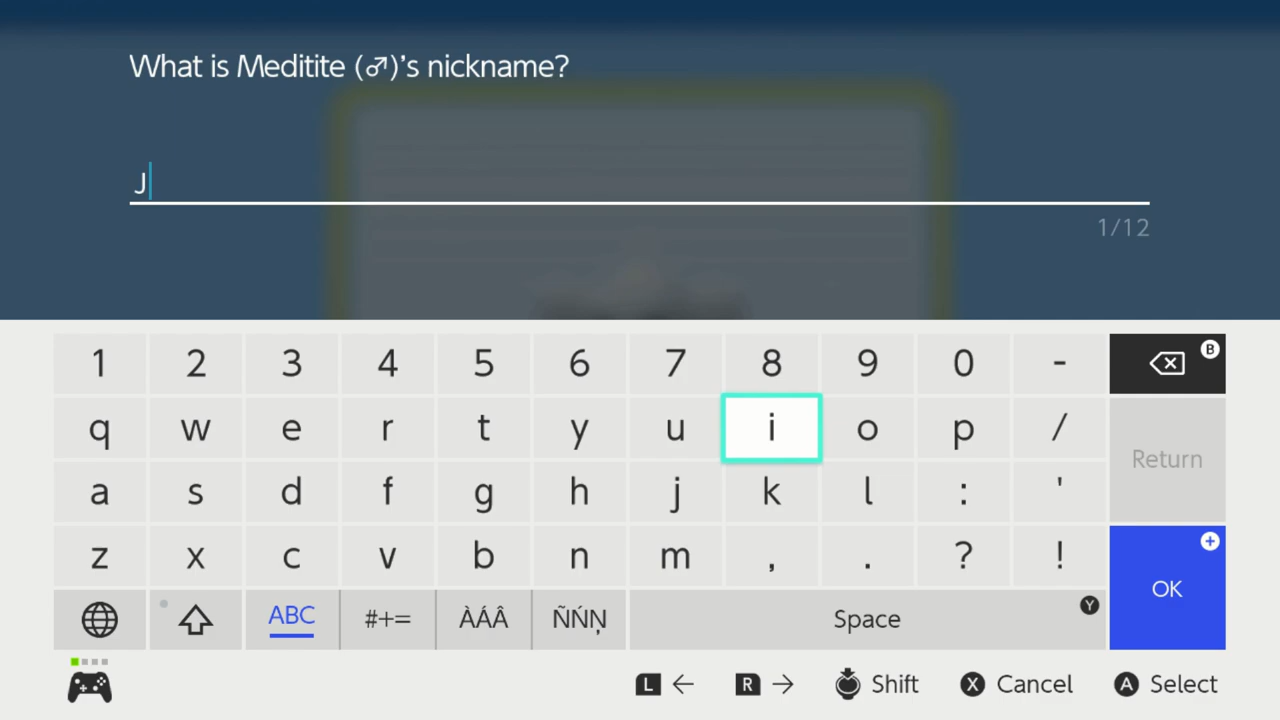 What is Meditite (♂)'s nickname?
J
1/12
1 2 3 4 5 6 7 8 9 0 - B
q w e r t y u i o p / Return
a s d f g h j k l : '
z x c v b n m , . ? ! + OK
ABC #+= ÀÁÂ ÑŃŅ Space Y
L ← R → Shift X Cancel A Select